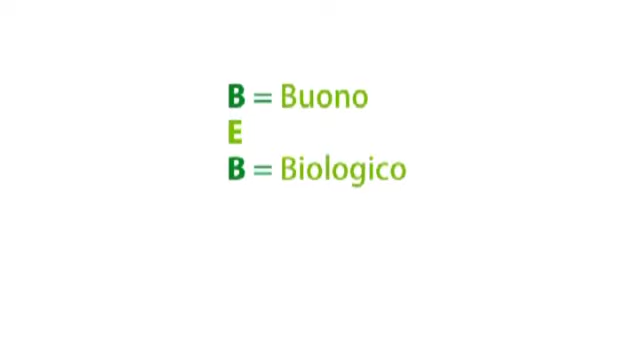 B = Buono
E
B = Biologico